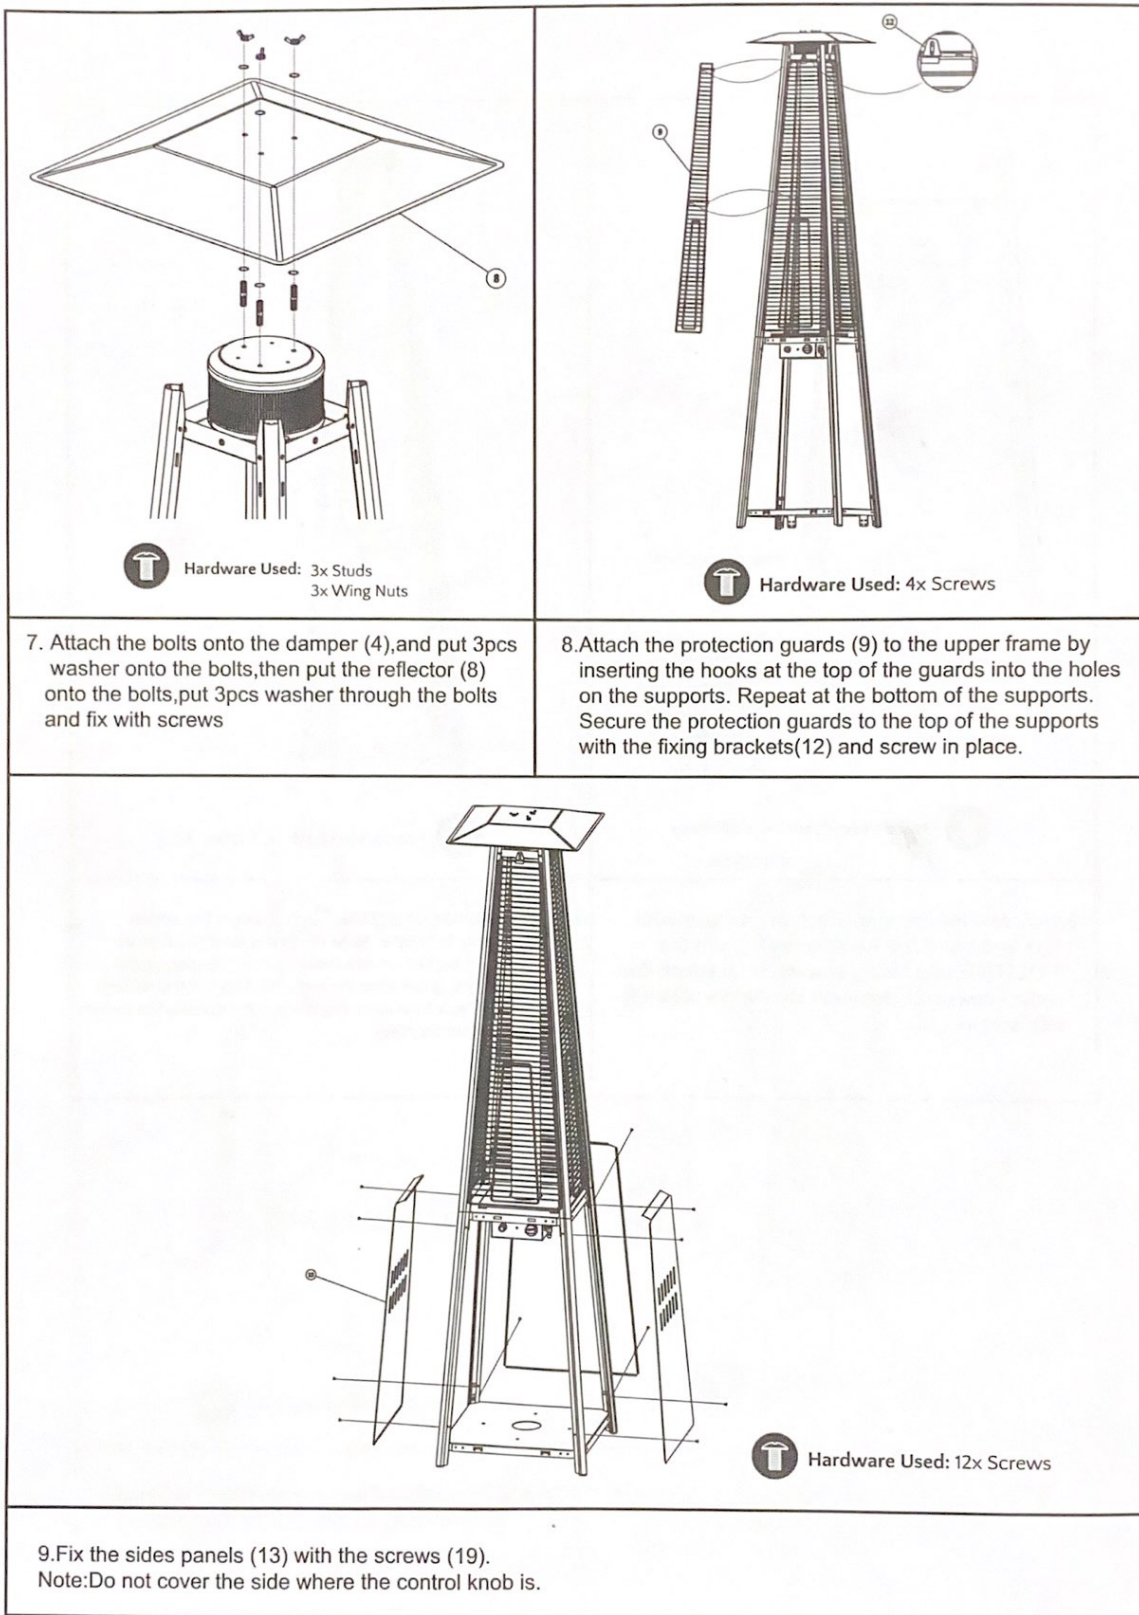 8
Hardware Used: 3x Studs
3x Wing Nuts
12
9
Hardware Used: 4x Screws
7. Attach the bolts onto the damper (4),and put 3pcs
washer onto the bolts,then put the reflector (8)
onto the bolts,put 3pcs washer through the bolts
and fix with screws
8.Attach the protection guards (9) to the upper frame by
inserting the hooks at the top of the guards into the holes
on the supports. Repeat at the bottom of the supports.
Secure the protection guards to the top of the supports
with the fixing brackets(12) and screw in place.
Hardware Used: 12x Screws
9.Fix the sides panels (13) with the screws (19).
Note:Do not cover the side where the control knob is.